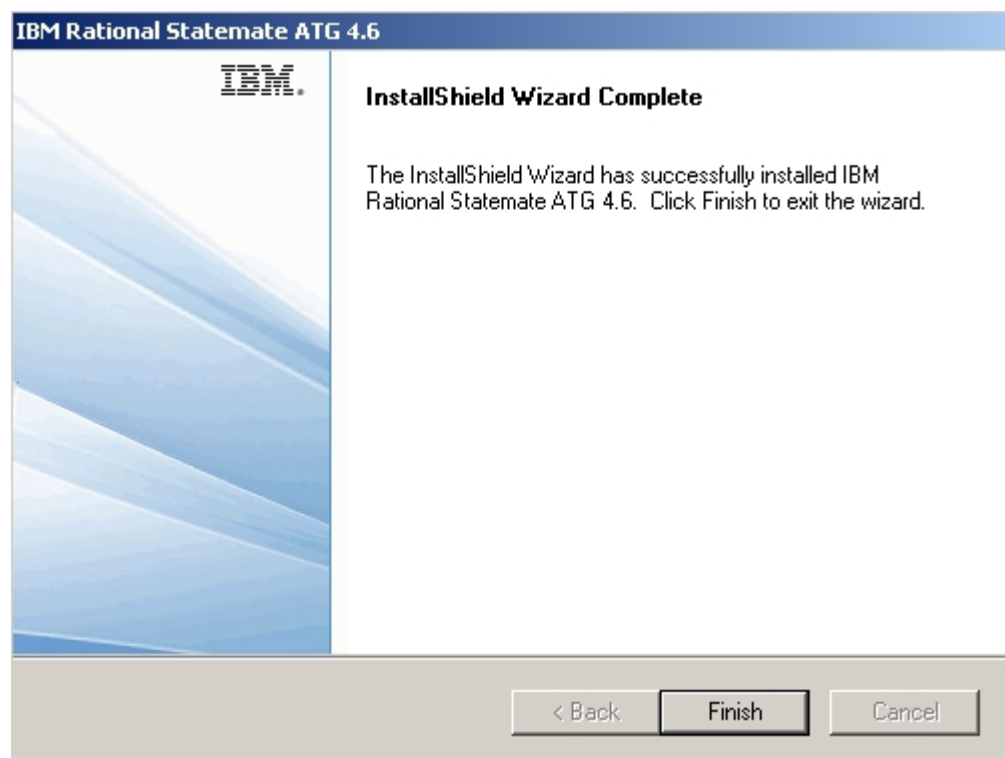 IBM Rational Statemate ATG 4.6
IBM.
InstallShield Wizard Complete
The InstallShield Wizard has successfully installed IBM
Rational Statemate ATG 4.6. Click Finish to exit the wizard.
< Back Finish Cancel